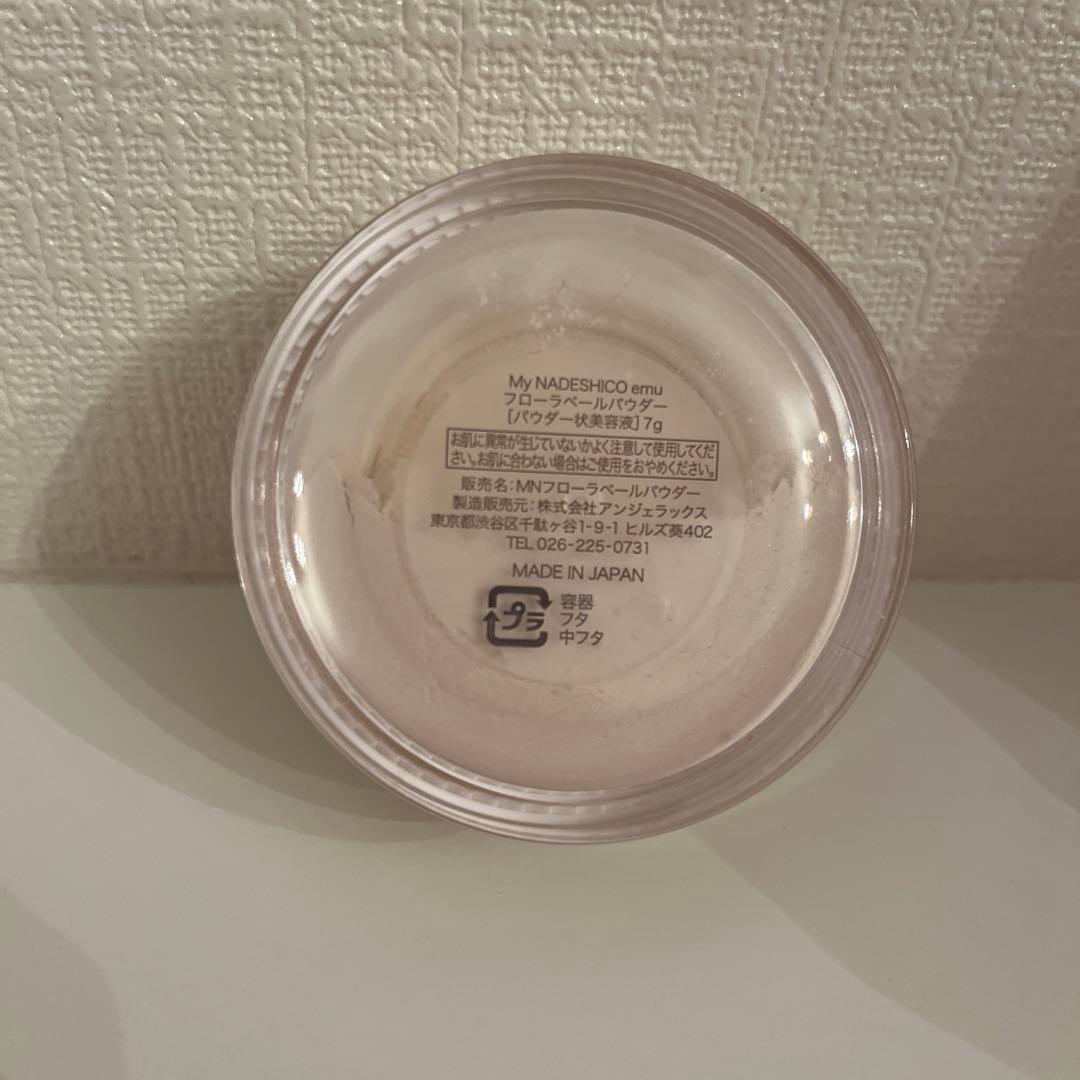 My NADESHICO emu
フローラベールパウダー
[パウダー状美容液] 7g
お肌に異常が生じていないかよく注意して使用してくだ
さい。お肌に合わない場合はご使用をおやめください。
販売名:MNフローラベールパウダー
製造販売元:株式会社アンジェラックス
東京都渋谷区千駄ヶ谷1-9-1 ヒルズ葵402
TEL 026-225-0731
MADE IN JAPAN
プラ 容器
フタ
中フタ